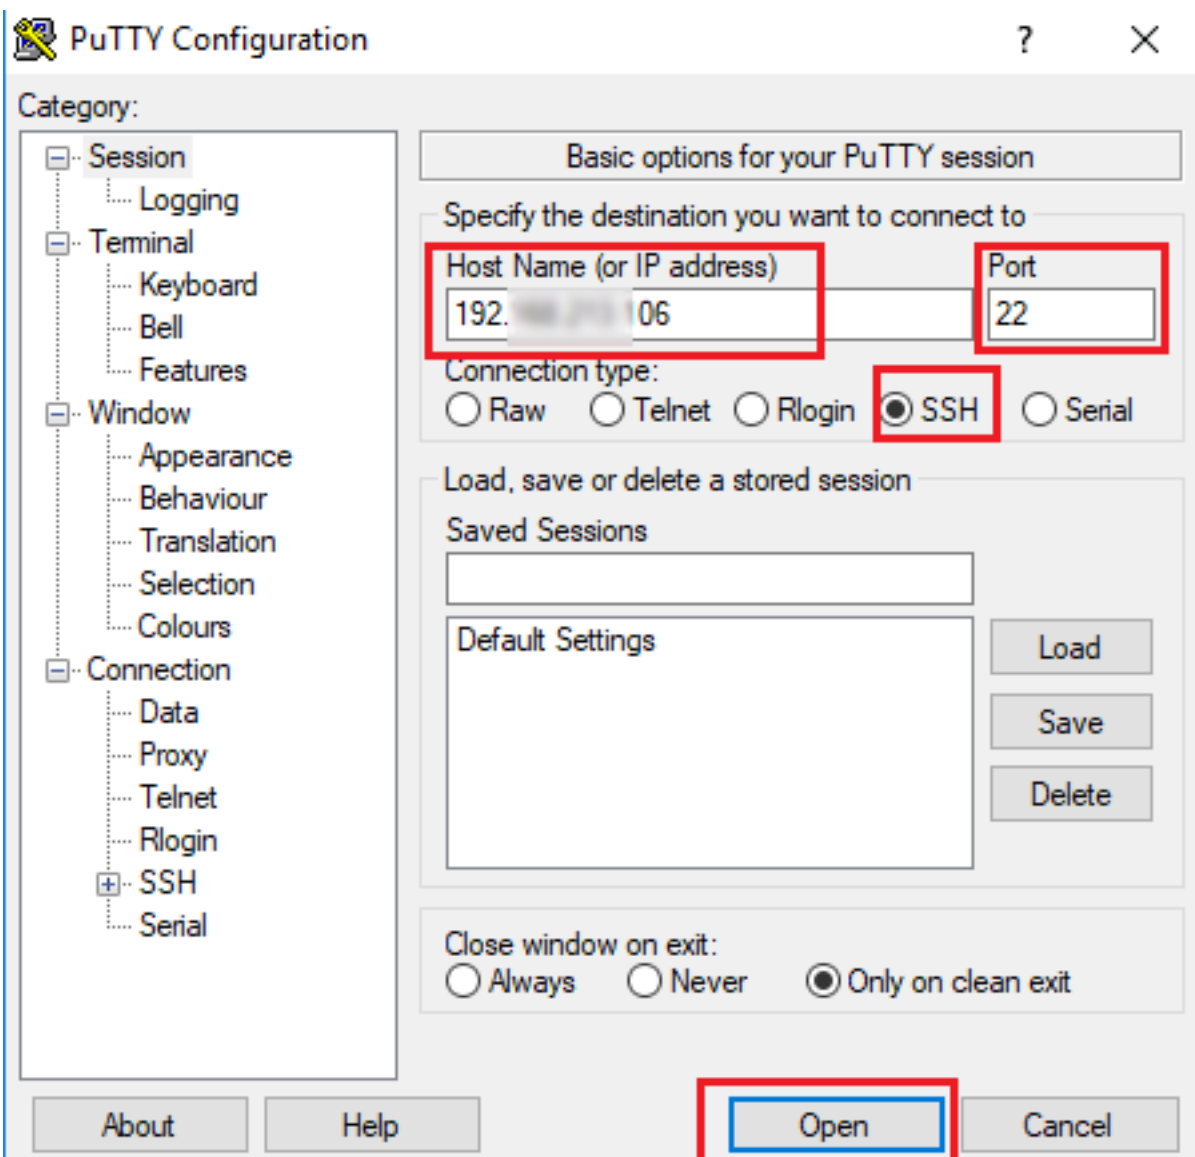 PuTTY Configuration
Category:
Session
Logging
Terminal
Keyboard
Bell
Features
Window
Appearance
Behaviour
Translation
Selection
Colours
Connection
Data
Proxy
Telnet
Rlogin
SSH
Serial
Basic options for your PuTTY session
Specify the destination you want to connect to
Host Name (or IP address) Port
192. 06 22
Connection type:
Raw Telnet Rlogin SSH Serial
Load, save or delete a stored session
Saved Sessions
Default Settings
Load
Save
Delete
Close window on exit:
Always Never Only on clean exit
About Help Open Cancel